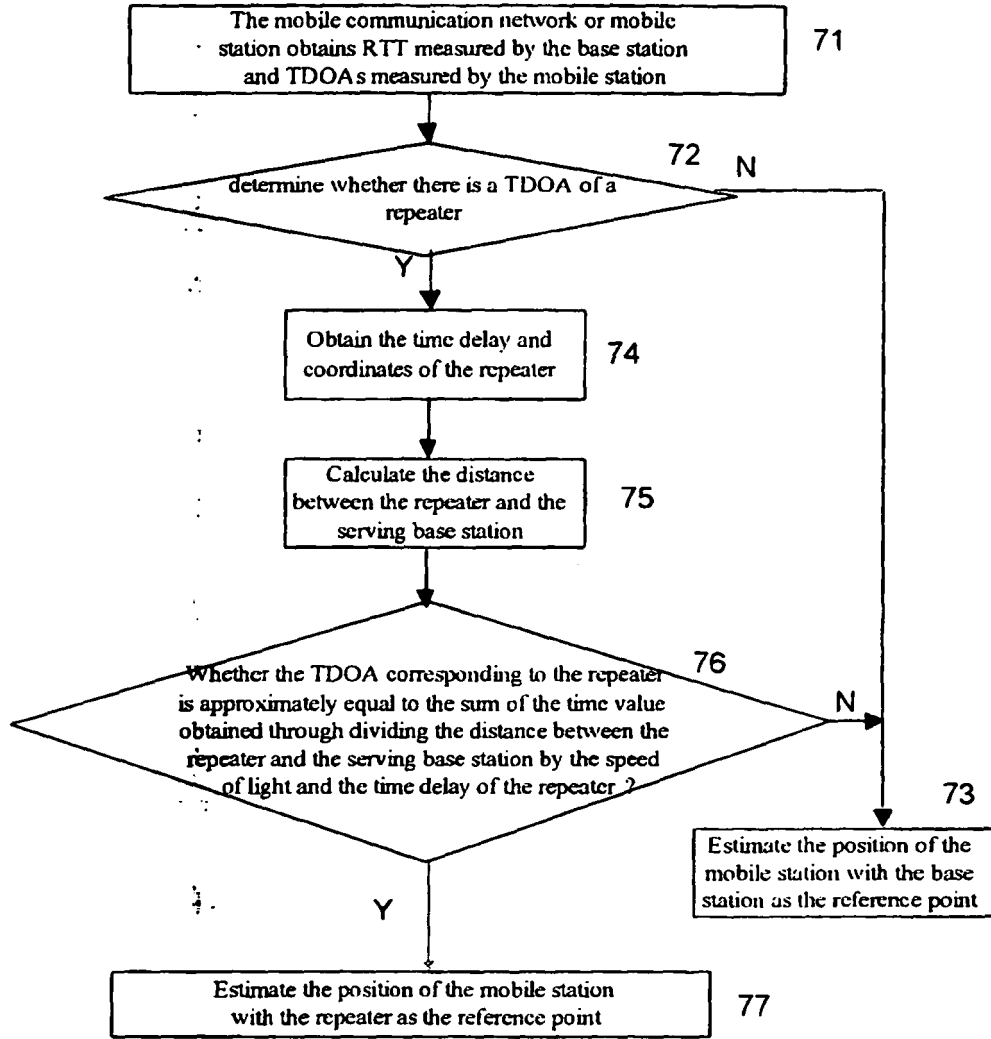 The mobile communication network or mobile
station obtains RTT measured by the base station
and TDOAs measured by the mobile station
71
72
N
determine whether there is a TDOA of a
repeater
Y
Obtain the time delay and
coordinates of the repeater
74
Calculate the distance
between the repeater and the
serving base station
75
Whether the TDOA corresponding to the repeater
is approximately equal to the sum of the time value
obtained through dividing the distance between the
repeater and the serving base station by the speed
of light and the time delay of the repeater ?
76
N
73
Estimate the position of the
mobile station with the base
station as the reference point
Y
Estimate the position of the mobile station
with the repeater as the reference point
77